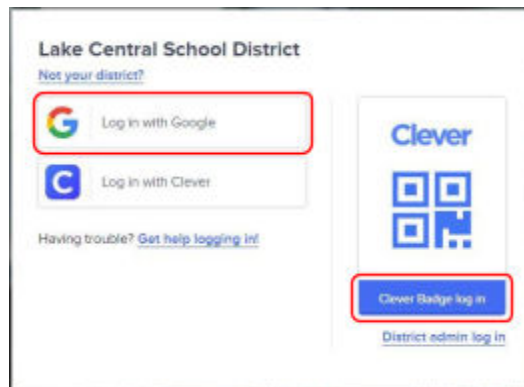 Lake Central School District
Not your district?
Log in with Google
Log in with Clever
Having trouble? Get help logging in!
Clever
Clever Badge log in
District admin log in